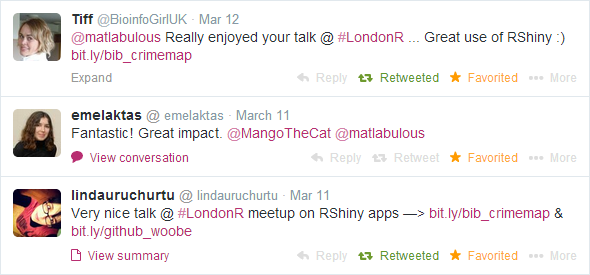 Tiff @BioinfoGirlUK · Mar 12
@matlabulous Really enjoyed your talk @ #LondonR ... Great use of RShiny :)
bit.ly/bib_crimemap
Expand Reply Retweeted Favorited More
emelaktas @ emelaktas · March 11
Fantastic! Great impact. @MangoTheCat @matlabulous
View conversation Reply Retweet Favorited More
lindauruchurtu @ lindauruchurtu · Mar 11
Very nice talk @ #LondonR meetup on RShiny apps —> bit.ly/bib_crimemap &
bit.ly/github_woobe
View summary Reply Retweeted Favorited More